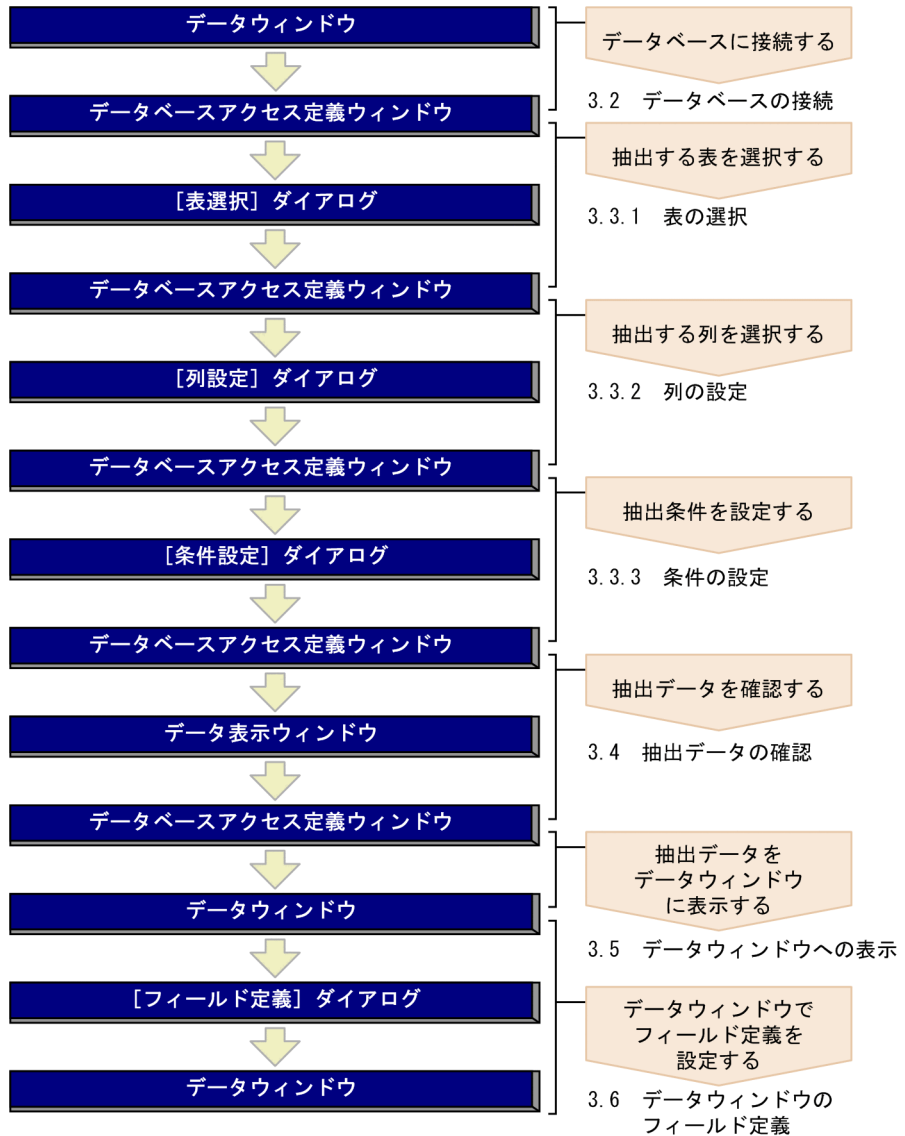 データウィンドウ
データベースに接続する
3.2 データベースの接続
データベースアクセス定義ウィンドウ
抽出する表を選択する
[表選択] ダイアログ
3.3.1 表の選択
データベースアクセス定義ウィンドウ
抽出する列を選択する
[列設定] ダイアログ
3.3.2 列の設定
データベースアクセス定義ウィンドウ
抽出条件を設定する
[条件設定] ダイアログ
3.3.3 条件の設定
データベースアクセス定義ウィンドウ
抽出データを確認する
データ表示ウィンドウ
3.4 抽出データの確認
データベースアクセス定義ウィンドウ
抽出データを
データウィンドウ
に表示する
データウィンドウ
3.5 データウィンドウへの表示
[フィールド定義] ダイアログ
データウィンドウで
フィールド定義を
設定する
データウィンドウ
3.6 データウィンドウの
フィールド定義